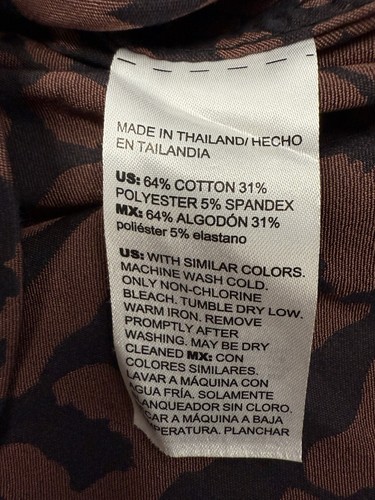 MADE IN THAILAND/ HECHO
EN TAILANDIA
US: 64% COTTON 31%
POLYESTER 5% SPANDEX
MX: 64% ALGODÓN 31%
poliéster 5% elastano
US: WITH SIMILAR COLORS.
MACHINE WASH COLD.
ONLY NON-CHLORINE
BLEACH. TUMBLE DRY LOW.
WARM IRON. REMOVE
PROMPTLY AFTER
WASHING. MAY BE DRY
CLEANED MX: CON
COLORES SIMILARES.
LAVAR A MÁQUINA CON
AGUA FRÍA. SOLAMENTE
LANQUEADOR SIN CLORO.
CAR A MÁQUINA A BAJA
PERATURA. PLANCHAR